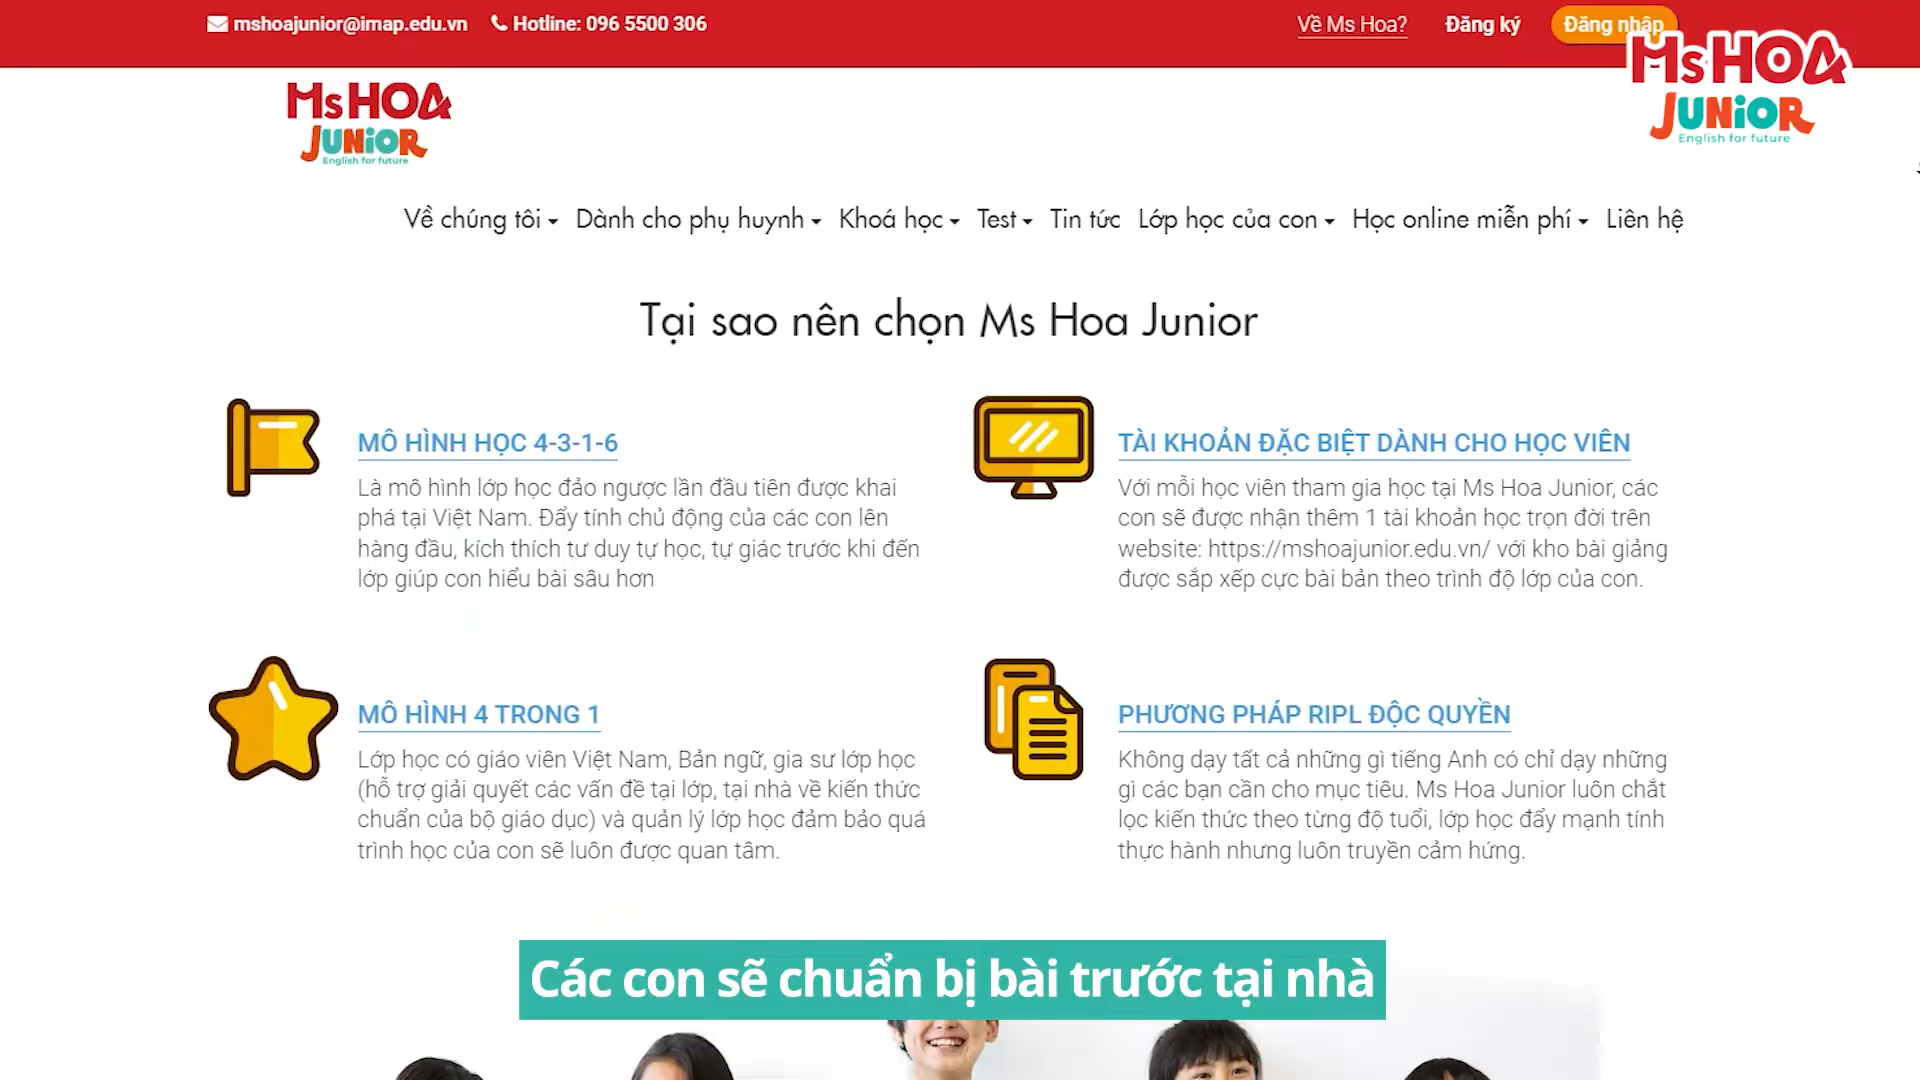 mshoajunior@imap.edu.vn Hotline: 096 5500 306 Về Ms Hoa? Đăng ký Đăng nhập
MsHOA
JUNiOR
English for future
MsHOA
JUNiOR
English for future
Về chúng tôi Dành cho phụ huynh Khoá học Test Tin tức Lớp học của con Học online miễn phí Liên hệ
Tại sao nên chọn Ms Hoa Junior
MÔ HÌNH HỌC 4-3-1-6
Là mô hình lớp học đảo ngược lần đầu tiên được khai
phá tại Việt Nam. Đẩy tính chủ động của các con lên
hàng đầu, kích thích tư duy tự học, tự giác trước khi đến
lớp giúp con hiểu bài sâu hơn
TÀI KHOẢN ĐẶC BIỆT DÀNH CHO HỌC VIÊN
Với mỗi học viên tham gia học tại Ms Hoa Junior, các
con sẽ được nhận thêm 1 tài khoản học trọn đời trên
website: https://mshoajunior.edu.vn/ với kho bài giảng
được sắp xếp cực bài bản theo trình độ lớp của con.
MÔ HÌNH 4 TRONG 1
Lớp học có giáo viên Việt Nam, Bản ngữ, gia sư lớp học
(hỗ trợ giải quyết các vấn đề tại lớp, tại nhà về kiến thức
chuẩn của bộ giáo dục) và quản lý lớp học đảm bảo quá
trình học của con sẽ luôn được quan tâm.
PHƯƠNG PHÁP RIPL ĐỘC QUYỀN
Không dạy tất cả những gì tiếng Anh có chỉ dạy những
gì các bạn cần cho mục tiêu. Ms Hoa Junior luôn chắt
lọc kiến thức theo từng độ tuổi, lớp học đẩy mạnh tính
thực hành nhưng luôn truyền cảm hứng.
Các con sẽ chuẩn bị bài trước tại nhà